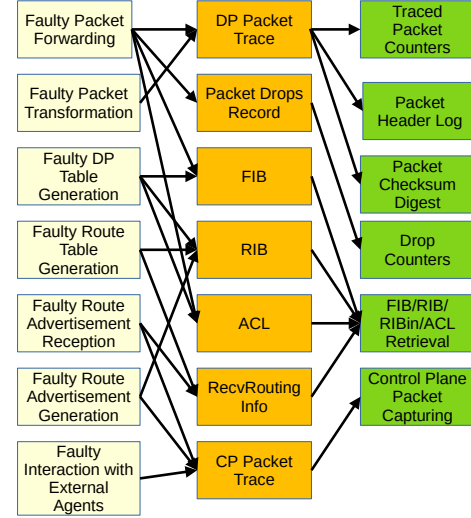 Faulty Packet
Forwarding
DP Packet
Trace
Traced
Packet
Counters
Faulty Packet
Transformation
Packet Drops
Record
Packet
Header Log
Faulty DP
Table
Generation
FIB
Packet
Checksum
Digest
Faulty Route
Table
Generation
RIB
Drop
Counters
Faulty Route
Advertisement
Reception
ACL
FIB/RIB/
RIBin/ACL
Retrieval
Faulty Route
Advertisement
Generation
RecvRouting
Info
Control Plane
Packet
Capturing
Faulty
Interaction with
External
Agents
CP Packet
Trace